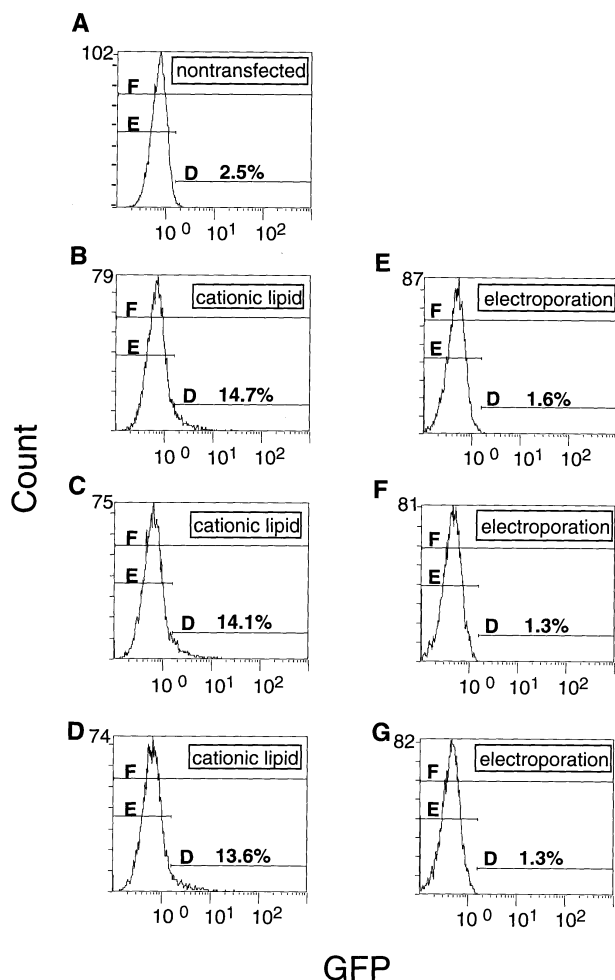 A
102
nontransfected
F
E
D 2.5%
10 0 10 1 10 2
B
79
cationic lipid
F
E
D 14.7%
10 0 10 1 10 2
E
87
electroporation
F
E
D 1.6%
10 0 10 1 10 2
Count
C
75
cationic lipid
F
E
D 14.1%
10 0 10 1 10 2
F
81
electroporation
F
E
D 1.3%
10 0 10 1 10 2
D
74
cationic lipid
F
E
D 13.6%
10 0 10 1 10 2
G
82
electroporation
F
E
D 1.3%
10 0 10 1 10 2
GFP